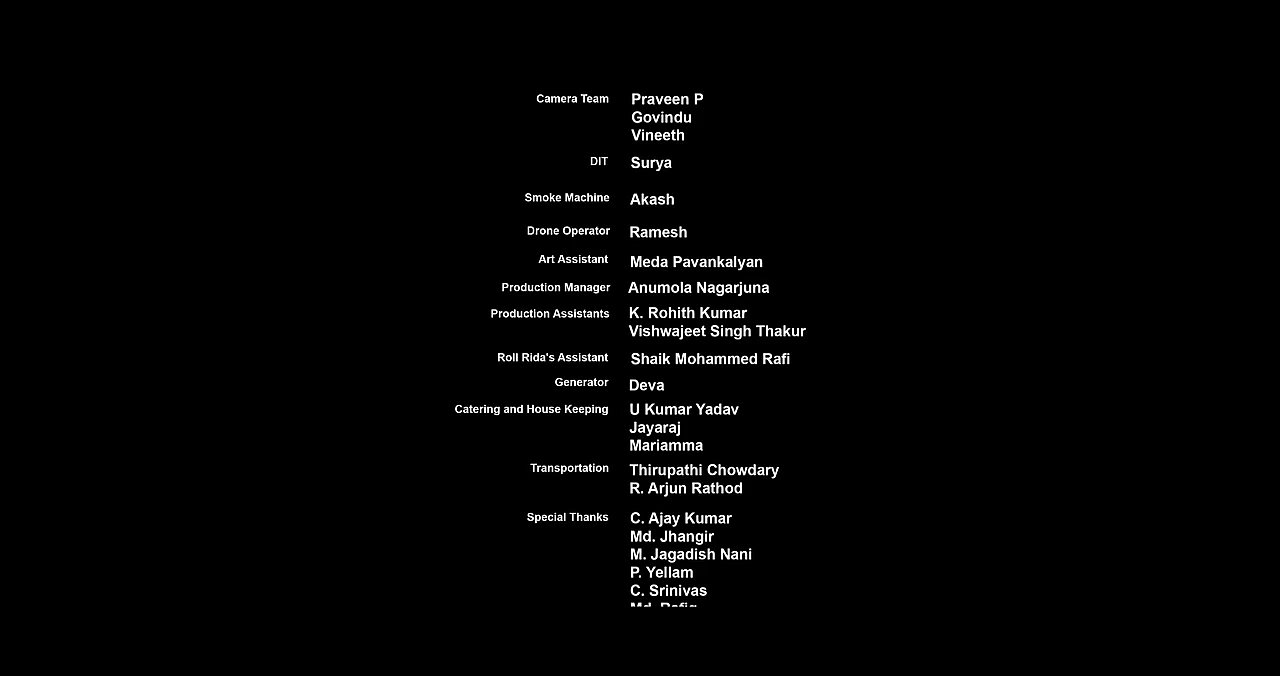 Camera Team Praveen P
Govindu
Vineeth
DIT Surya
Smoke Machine Akash
Drone Operator Ramesh
Art Assistant Meda Pavankalyan
Production Manager Anumola Nagarjuna
Production Assistants K. Rohith Kumar
Vishwajeet Singh Thakur
Roll Rida's Assistant Shaik Mohammed Rafi
Generator Deva
Catering and House Keeping U Kumar Yadav
Jayaraj
Mariamma
Transportation Thirupathi Chowdary
R. Arjun Rathod
Special Thanks C. Ajay Kumar
Md. Jhangir
M. Jagadish Nani
P. Yellam
C. Srinivas
Md.